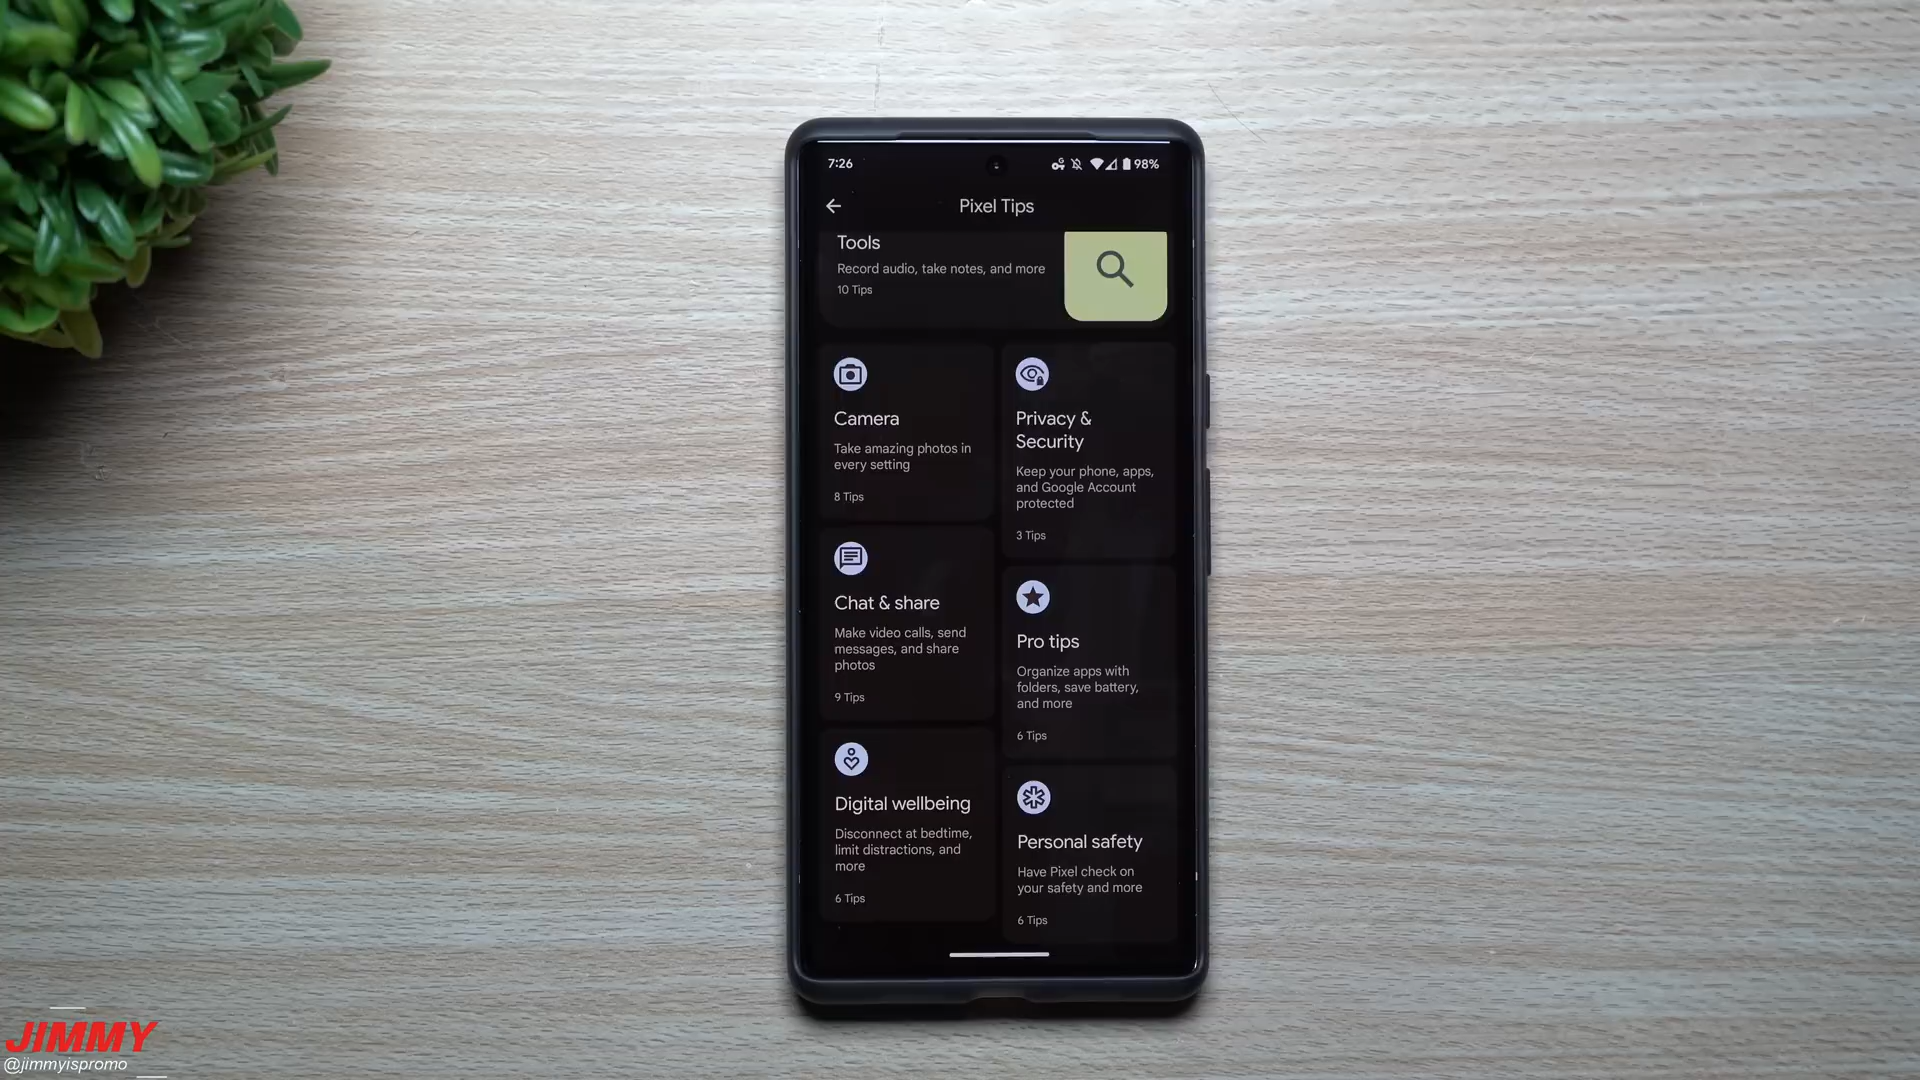 7:26
98%
Pixel Tips
Tools
Record audio, take notes, and more
10 Tips
Camera
Take amazing photos in
every setting
8 Tips
Privacy &
Security
Keep your phone, apps,
and Google Account
protected
3 Tips
Chat & share
Make video calls, send
messages, and share
photos
9 Tips
Pro tips
Organize apps with
folders, save battery,
and more
6 Tips
Digital wellbeing
Disconnect at bedtime,
limit distractions, and
more
6 Tips
Personal safety
Have Pixel check on
your safety and more
6 Tips
JIMMY
@jimmyispromo